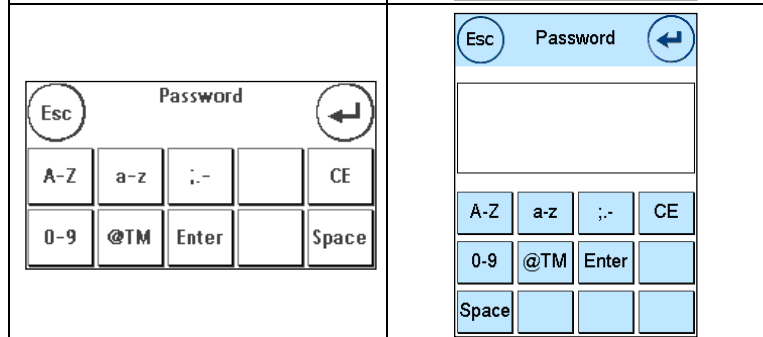 Esc Password
A-Z a-z ;.- CE
0-9 @TM Enter Space
Esc Password
A-Z a-z ;.- CE
0-9 @TM Enter
Space